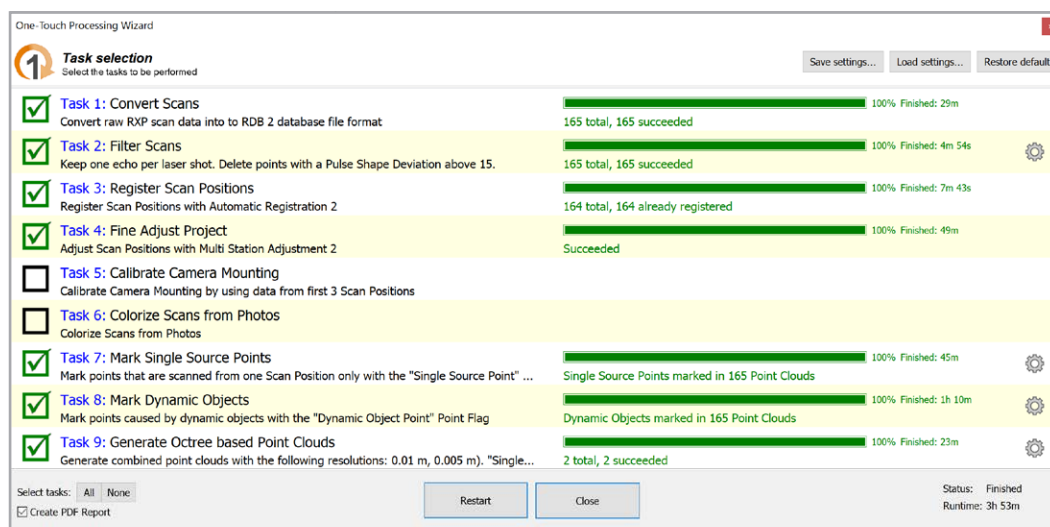 One-Touch Processing Wizard
1
Task selection
Select the tasks to be performed
Save settings...
Load settings...
Restore default
Task 1: Convert Scans
100% Finished: 29m
Convert raw RXP scan data into to RDB 2 database file format
165 total, 165 succeeded
Task 2: Filter Scans
100% Finished: 4m 54s
Keep one echo per laser shot. Delete points with a Pulse Shape Deviation above 15.
165 total, 165 succeeded
Task 3: Register Scan Positions
100% Finished: 7m 43s
Register Scan Positions with Automatic Registration 2
164 total, 164 already registered
Task 4: Fine Adjust Project
100% Finished: 49m
Adjust Scan Positions with Multi Station Adjustment 2
Succeeded
Task 5: Calibrate Camera Mounting
Calibrate Camera Mounting by using data from first 3 Scan Positions
Task 6: Colorize Scans from Photos
Colorize Scans from Photos
Task 7: Mark Single Source Points
100% Finished: 45m
Mark points that are scanned from one Scan Position only with the "Single Source Point" ...
Single Source Points marked in 165 Point Clouds
Task 8: Mark Dynamic Objects
100% Finished: 1h 10m
Mark points caused by dynamic objects with the "Dynamic Object Point" Point Flag
Dynamic Objects marked in 165 Point Clouds
Task 9: Generate Octree based Point Clouds
100% Finished: 23m
Generate combined point clouds with the following resolutions: 0.01 m, 0.005 m). "Single...
2 total, 2 succeeded
Select tasks: All None
Create PDF Report
Restart
Close
Status: Finished
Runtime: 3h 53m